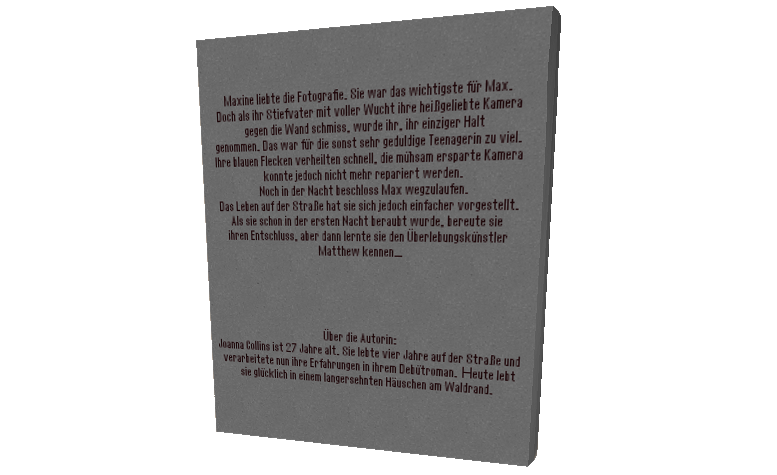 Maxine liebte die Fotografie. Sie war das wichtigste für Max.
Doch als ihr Stiefvater mit voller Wucht ihre heißgeliebte Kamera
gegen die Wand schmiss, wurde ihr, ihr einziger Halt
genommen. Das war für die sonst sehr geduldige Teenagerin zu viel.
Ihre blauen Flecken verheilten schnell, die mühsam ersparte Kamera
konnte jedoch nicht mehr repariert werden.
Noch in der Nacht beschloss Max wegzulaufen.
Das Leben auf der Straße hat sie sich jedoch einfacher vorgestellt.
Als sie schon in der ersten Nacht beraubt wurde, bereute sie
ihren Entschluss, aber dann lernte sie den Überlebungskünstler
Matthew kennen...
Über die Autorin:
Joanna Collins ist 27 Jahre alt. Sie lebte vier Jahre auf der Straße und
verarbeitete nun ihre Erfahrungen in ihrem Debütroman. Heute lebt
sie glücklich in einem langersehnten Häuschen am Waldrand.